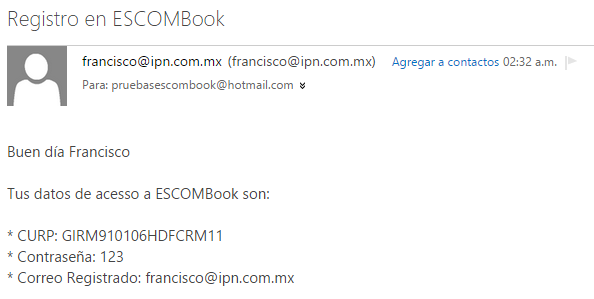 Registro en ESCOMBook
francisco@ipn.com.mx (francisco@ipn.com.mx) Agregar a contactos 02:32 a.m.
Para: pruebasescombook@hotmail.com
Buen día Francisco
Tus datos de acesso a ESCOMBook son:
* CURP: GIRM910106HDFCRM11
* Contraseña: 123
* Correo Registrado: francisco@ipn.com.mx